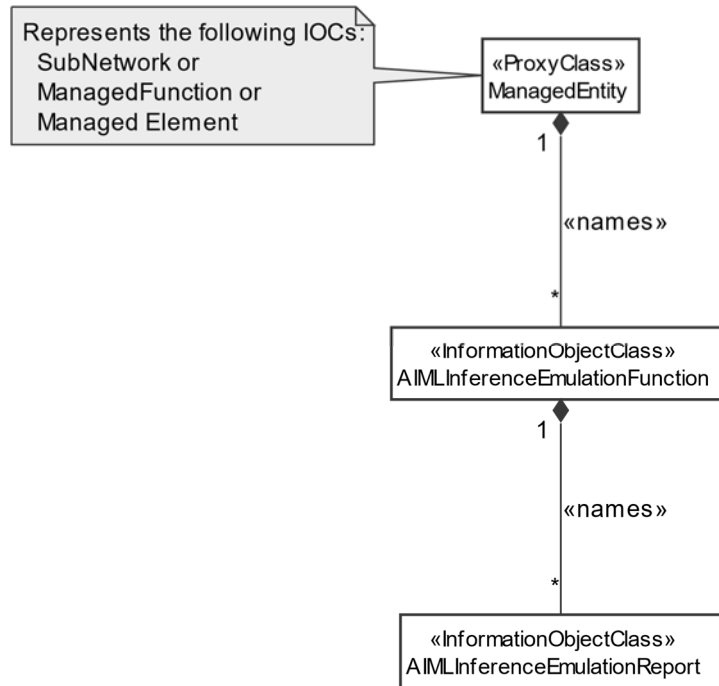 Represents the following IOCs:
SubNetwork or
ManagedFunction or
Managed Element
«ProxyClass»
ManagedEntity
1
«names»
*
«InformationObjectClass»
AIMLInferenceEmulationFunction
1
«names»
*
«InformationObjectClass»
AIMLInferenceEmulationReport